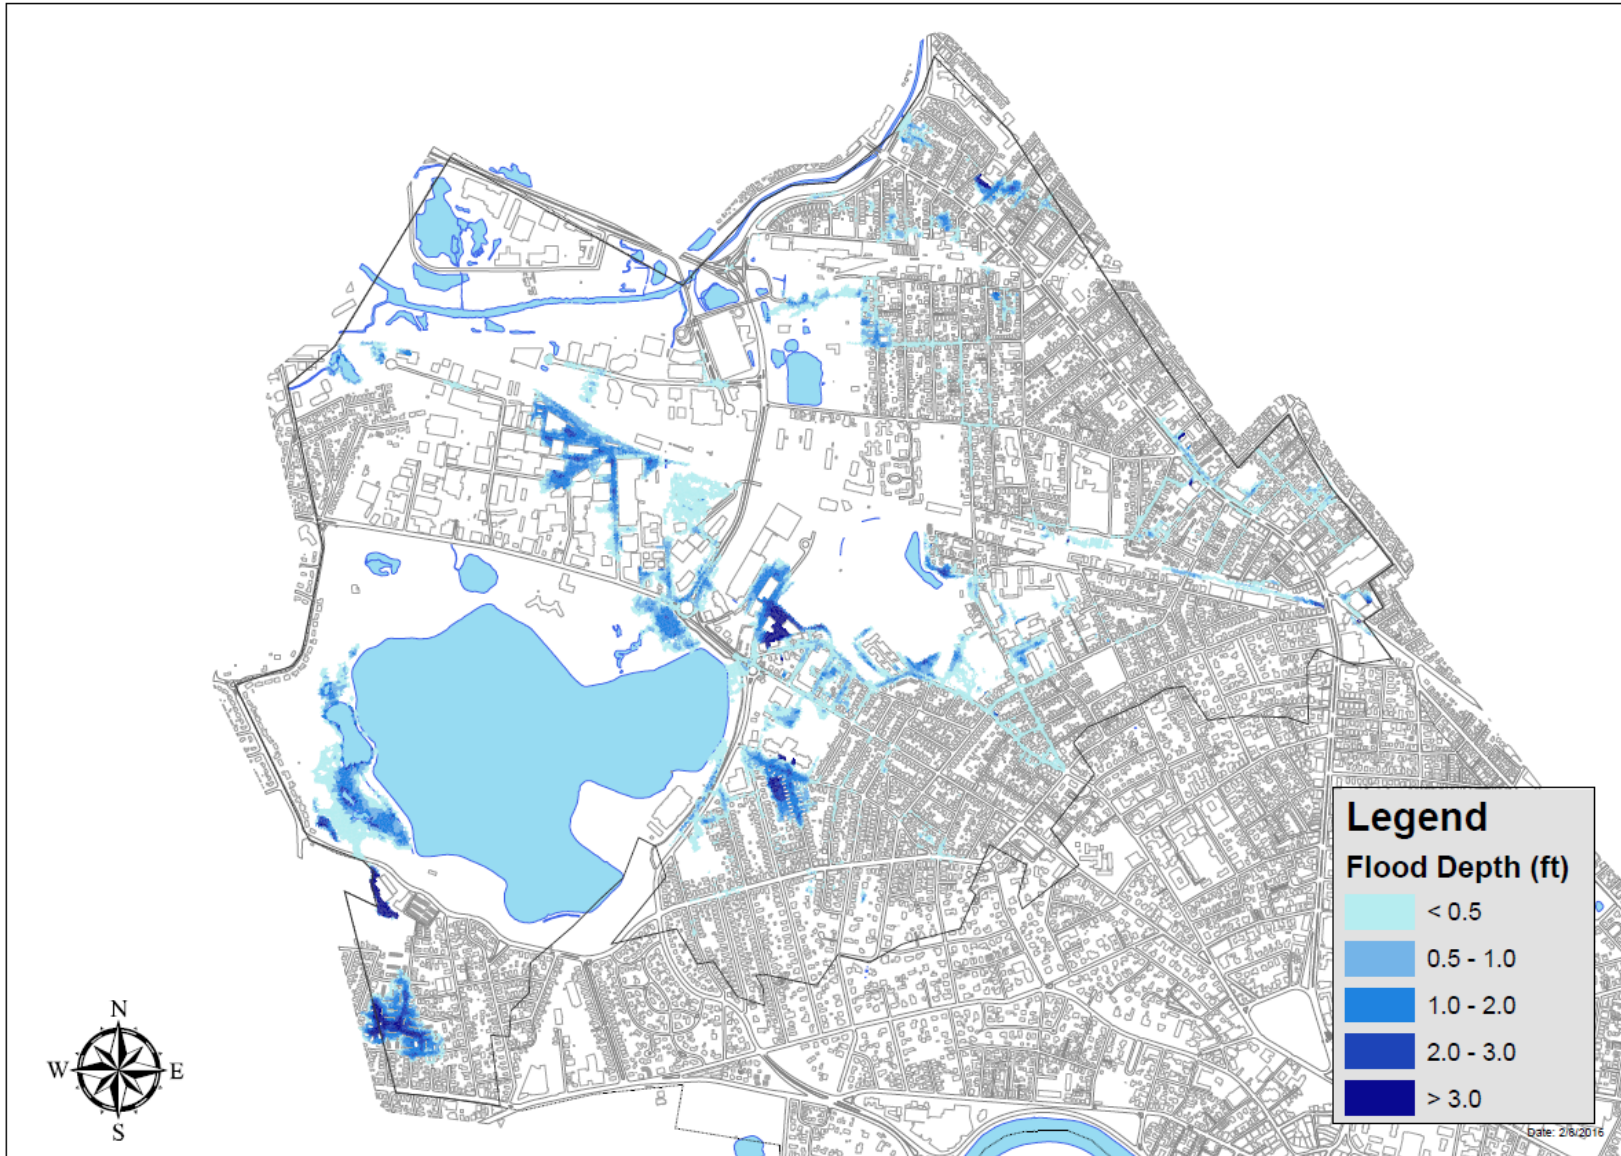 N
W E
S
Legend
Flood Depth (ft)
< 0.5
0.5 - 1.0
1.0 - 2.0
2.0 - 3.0
> 3.0
Date: 2/8/2016